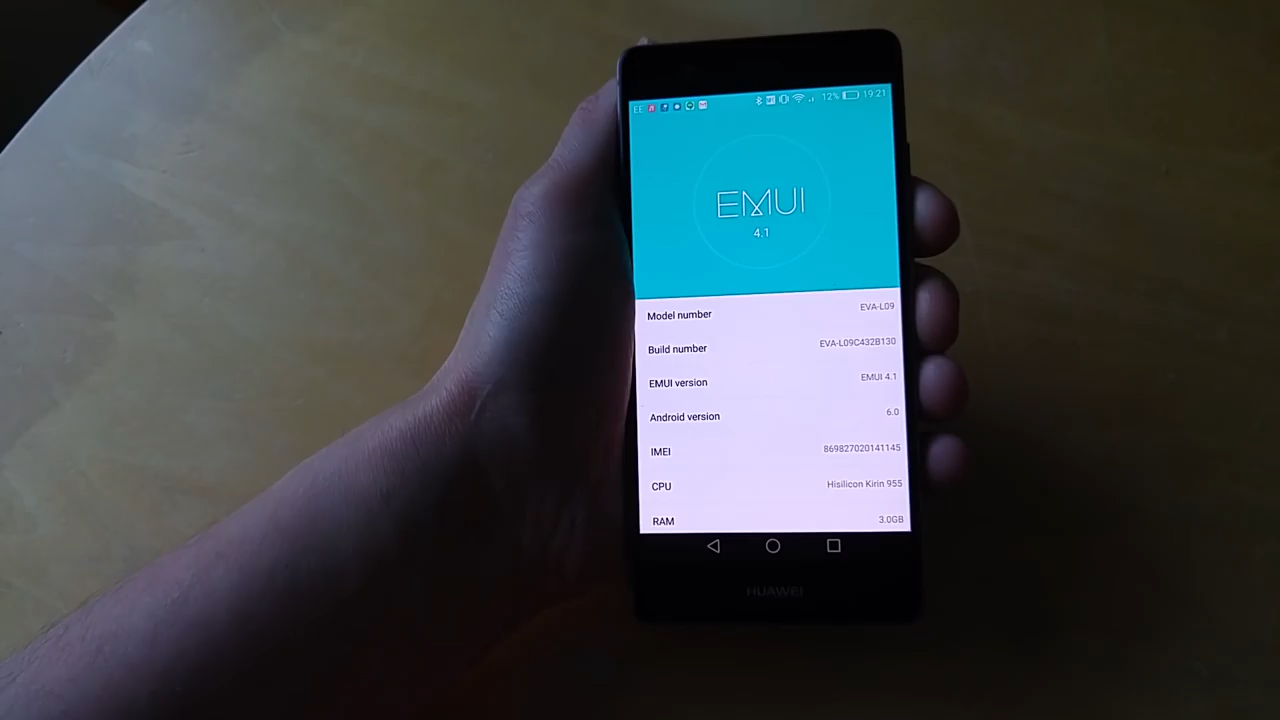 EE 12% 19:21
EMUI
4.1
Model number EVA-L09
Build number EVA-L09C432B130
EMUI version EMUI 4.1
Android version 6.0
IMEI 869827020141145
CPU Hisilicon Kirin 955
RAM 3.0GB
HUAWEI